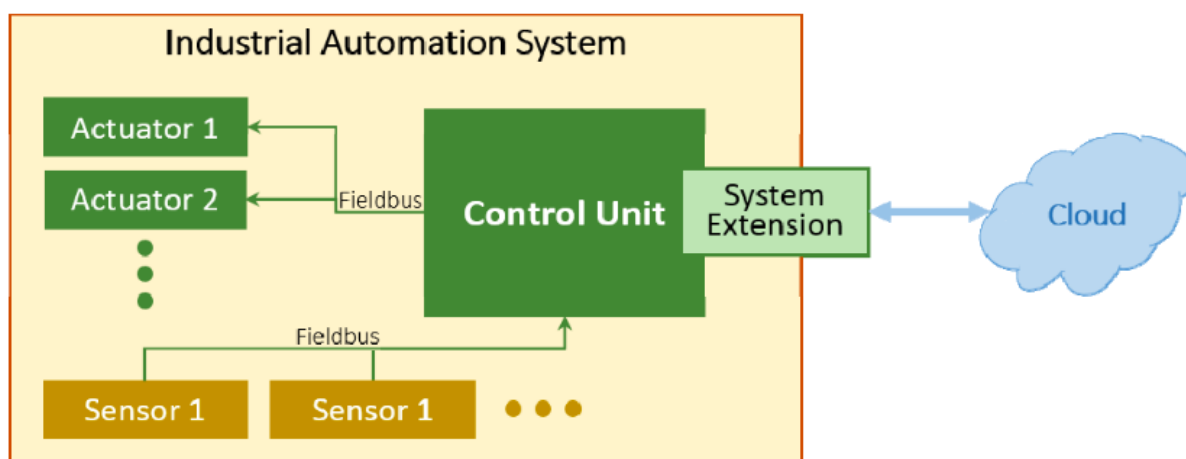 Industrial Automation System
Actuator 1
Actuator 2
Fieldbus
Control Unit
System
Extension
Cloud
Fieldbus
Sensor 1
Sensor 1